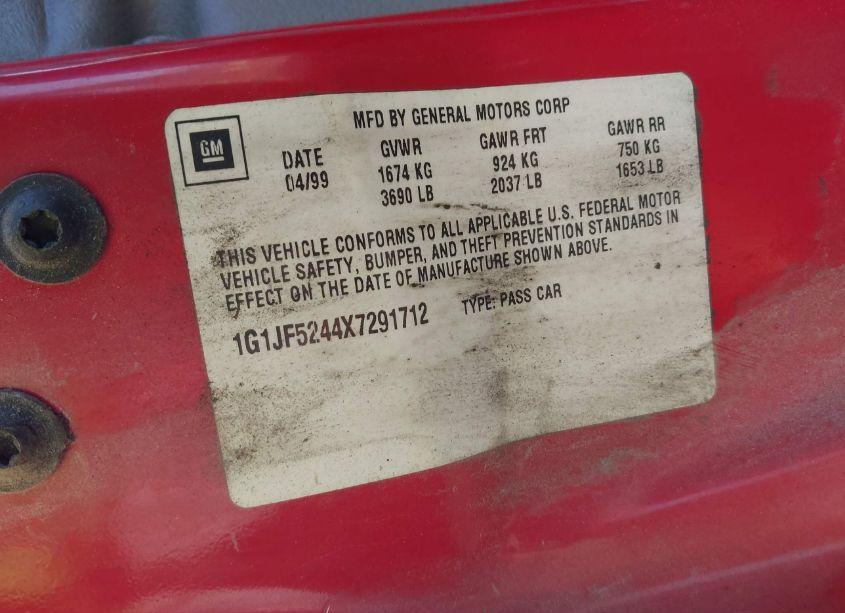 MFD BY GENERAL MOTORS CORP
GM
DATE GVWR GAWR FRT GAWR RR
04/99 1674 KG 924 KG 750 KG
3690 LB 2037 LB 1653 LB
THIS VEHICLE CONFORMS TO ALL APPLICABLE U.S. FEDERAL MOTOR
VEHICLE SAFETY, BUMPER, AND THEFT PREVENTION STANDARDS IN
EFFECT ON THE DATE OF MANUFACTURE SHOWN ABOVE.
1G1JF5244X7291712 TYPE: PASS CAR